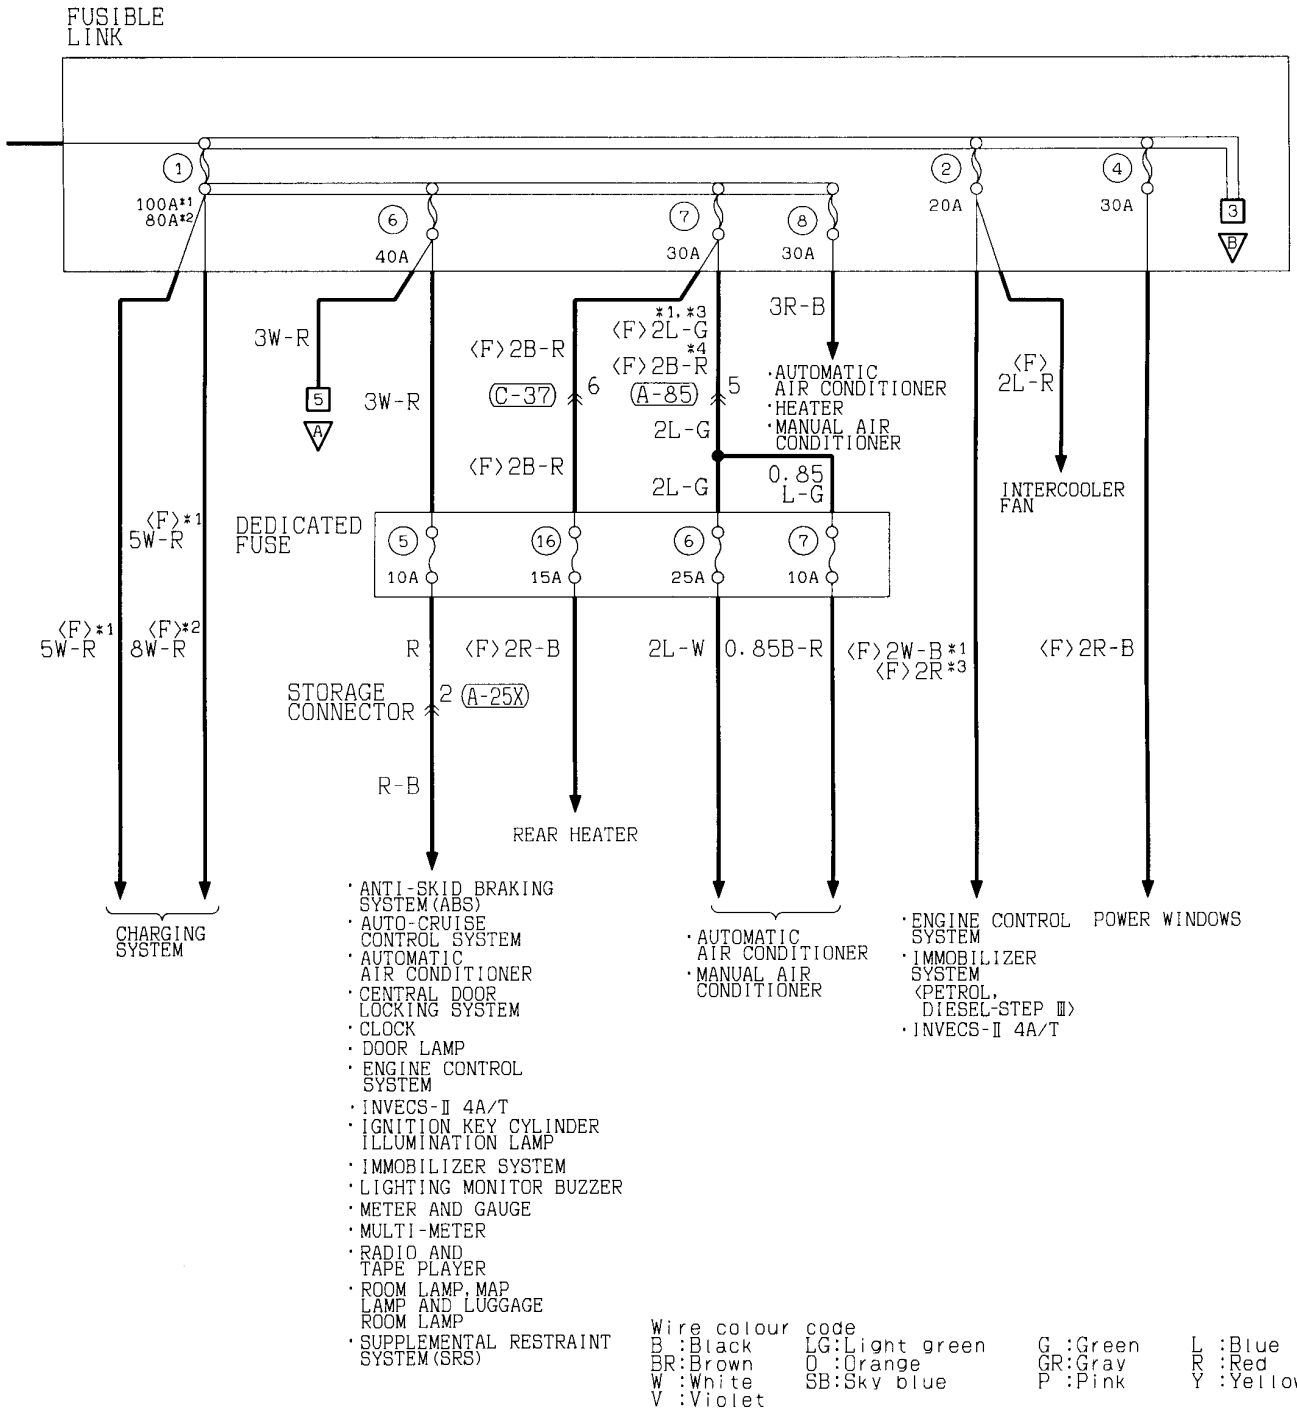 FUSIBLE
LINK
1
100A*1
80A*2
6
40A
7
30A
8
30A
2
20A
4
30A
3
B
3W-R
5
A
3W-R
〈F〉2B-R
C-37
6
〈F〉2B-R
*1,*3
〈F〉2L-G
*4
〈F〉2B-R
A-85
5
2L-G
2L-G
3R-B
·AUTOMATIC
AIR CONDITIONER
·HEATER
·MANUAL AIR
CONDITIONER
0.85
L-G
〈F〉
2L-R
INTERCOOLER
FAN
〈F〉*1
5W-R
DEDICATED
FUSE
5
10A
16
15A
6
25A
7
10A
〈F〉*1
5W-R
〈F〉*2
8W-R
R
〈F〉2R-B
2L-W
0.85B-R
〈F〉2W-B*1
〈F〉2R*3
〈F〉2R-B
STORAGE
CONNECTOR
2
A-25X
R-B
REAR HEATER
CHARGING
SYSTEM
·ANTI-SKID BRAKING
SYSTEM(ABS)
·AUTO-CRUISE
CONTROL SYSTEM
·AUTOMATIC
AIR CONDITIONER
·CENTRAL DOOR
LOCKING SYSTEM
·CLOCK
·DOOR LAMP
·ENGINE CONTROL
SYSTEM
·INVECS-Ⅱ 4A/T
·IGNITION KEY CYLINDER
ILLUMINATION LAMP
·IMMOBILIZER SYSTEM
·LIGHTING MONITOR BUZZER
·METER AND GAUGE
·MULTI-METER
·RADIO AND
TAPE PLAYER
·ROOM LAMP,MAP
LAMP AND LUGGAGE
ROOM LAMP
·SUPPLEMENTAL RESTRAINT
SYSTEM(SRS)
·AUTOMATIC
AIR CONDITIONER
·MANUAL AIR
CONDITIONER
·ENGINE CONTROL
SYSTEM
·IMMOBILIZER
SYSTEM
〈PETROL,
DIESEL-STEP Ⅲ〉
·INVECS-Ⅱ 4A/T
POWER WINDOWS
Wire colour code
B :Black LG:Light green G :Green L :Blue
BR:Brown O :Orange GR:Gray R :Red
W :White SB:Sky blue P :Pink Y :Yellow
V :Violet